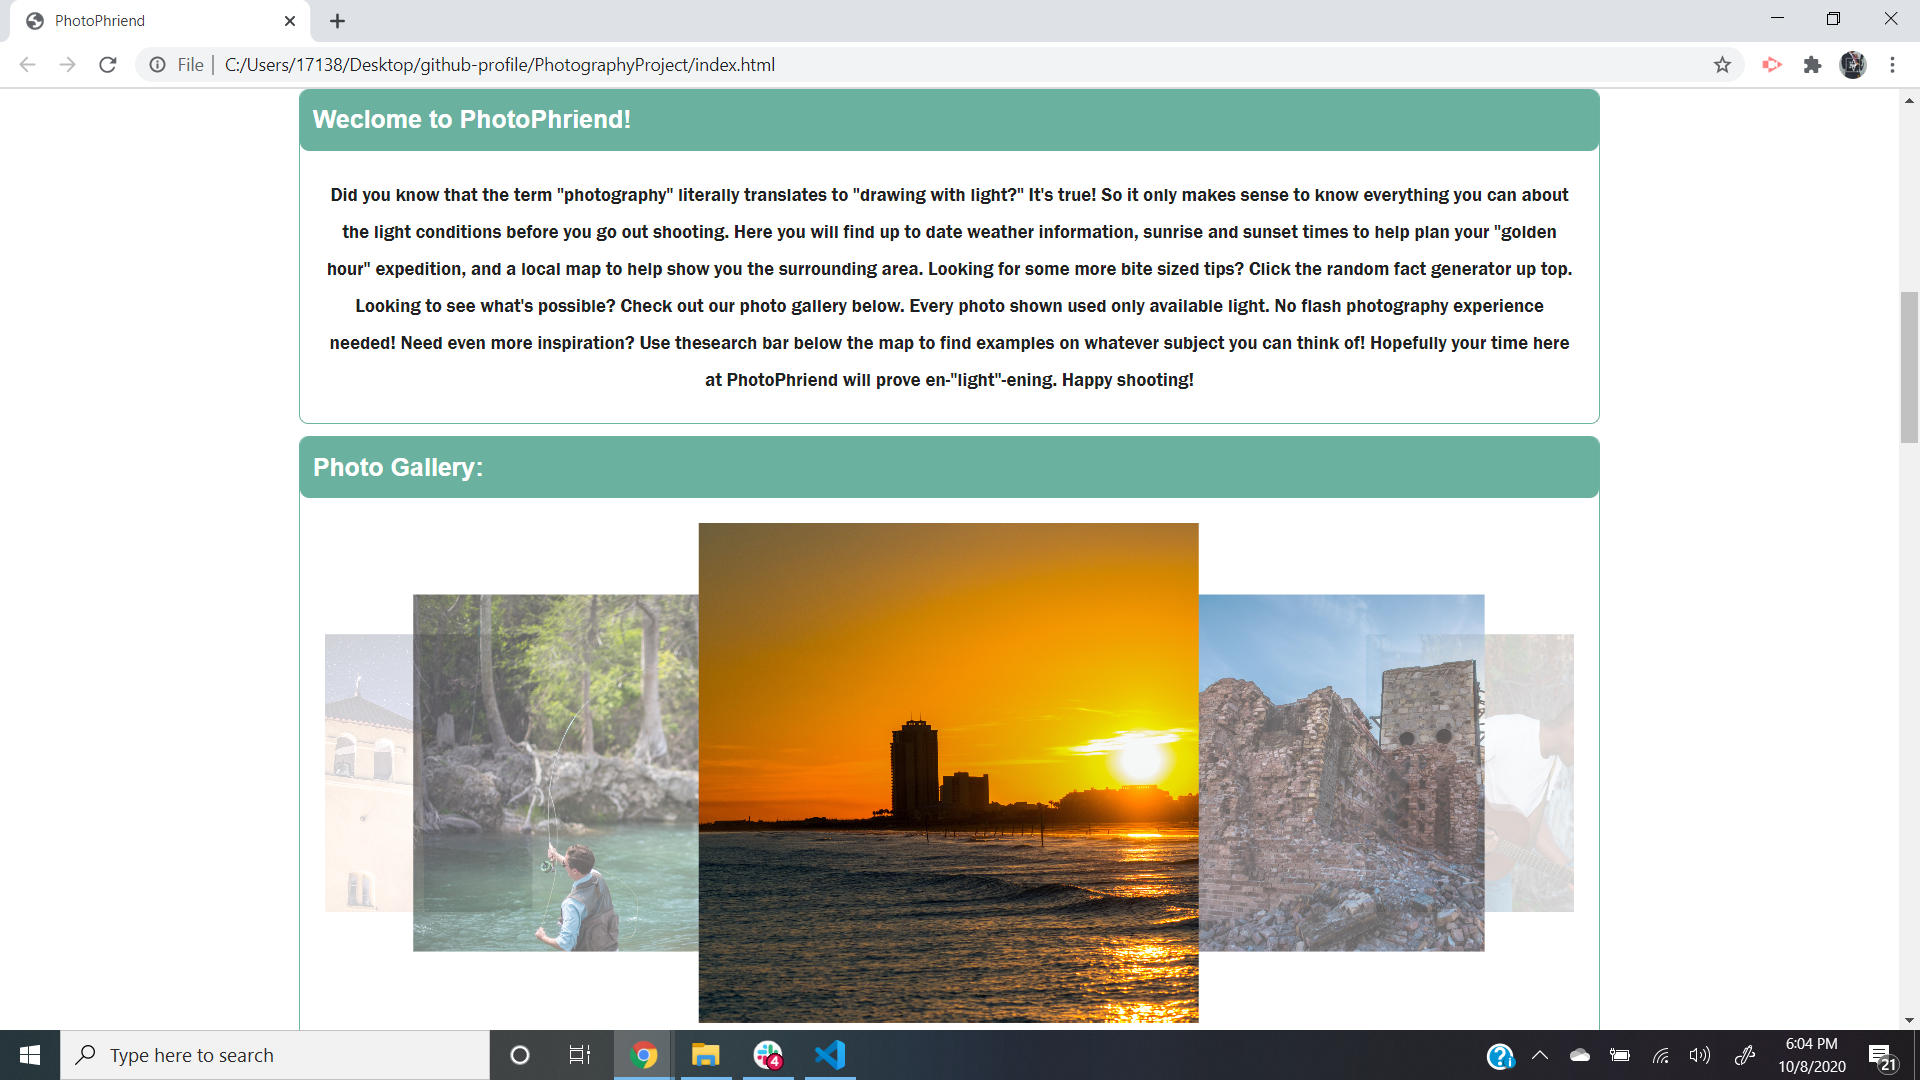 PhotoPhriend
File | C:/Users/17138/Desktop/github-profile/PhotographyProject/index.html
Weclome to PhotoPhriend!
Did you know that the term "photography" literally translates to "drawing with light?" It's true! So it only makes sense to know everything you can about
the light conditions before you go out shooting. Here you will find up to date weather information, sunrise and sunset times to help plan your "golden
hour" expedition, and a local map to help show you the surrounding area. Looking for some more bite sized tips? Click the random fact generator up top.
Looking to see what's possible? Check out our photo gallery below. Every photo shown used only available light. No flash photography experience
needed! Need even more inspiration? Use thesearch bar below the map to find examples on whatever subject you can think of! Hopefully your time here
at PhotoPhriend will prove en-"light"-ening. Happy shooting!
Photo Gallery:
Type here to search
4
6:04 PM
10/8/2020
21